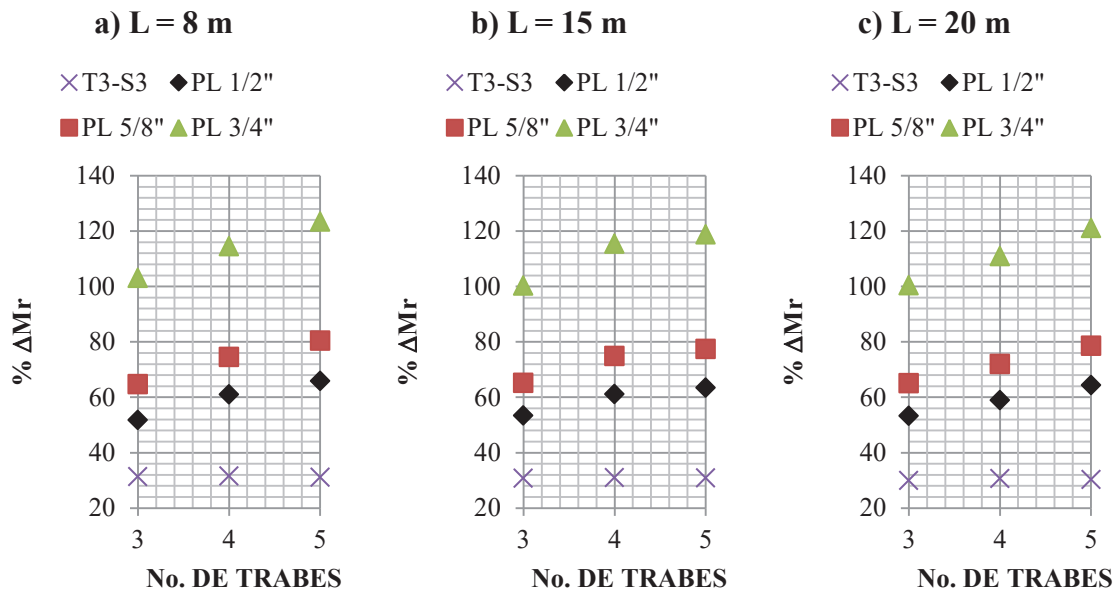 a) L = 8 m
T3-S3 PL 1/2"
PL 5/8" PL 3/4"
% ΔMr
140
120
100
80
60
40
20
3 4 5
No. DE TRABES
b) L = 15 m
T3-S3 PL 1/2"
PL 5/8" PL 3/4"
% ΔMr
140
120
100
80
60
40
20
3 4 5
No. DE TRABES
c) L = 20 m
T3-S3 PL 1/2"
PL 5/8" PL 3/4"
% ΔMr
140
120
100
80
60
40
20
3 4 5
No. DE TRABES